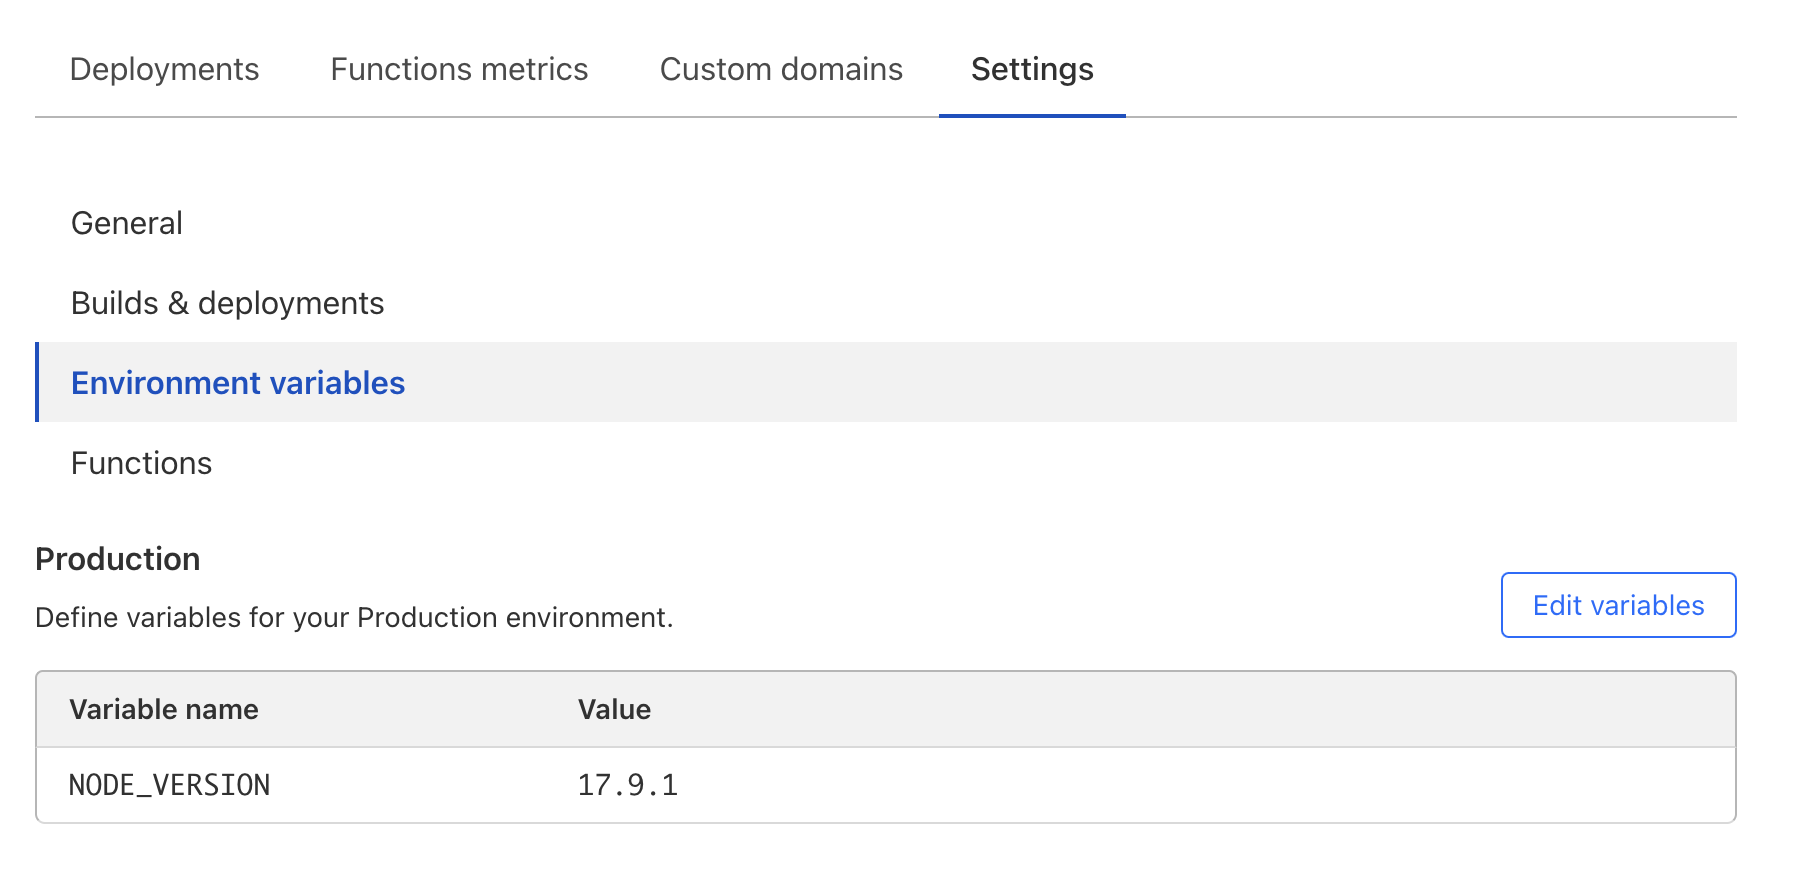 Deployments Functions metrics Custom domains Settings
General
Builds & deployments
Environment variables
Functions
Production
Define variables for your Production environment.
Edit variables
Variable name Value
NODE_VERSION 17.9.1